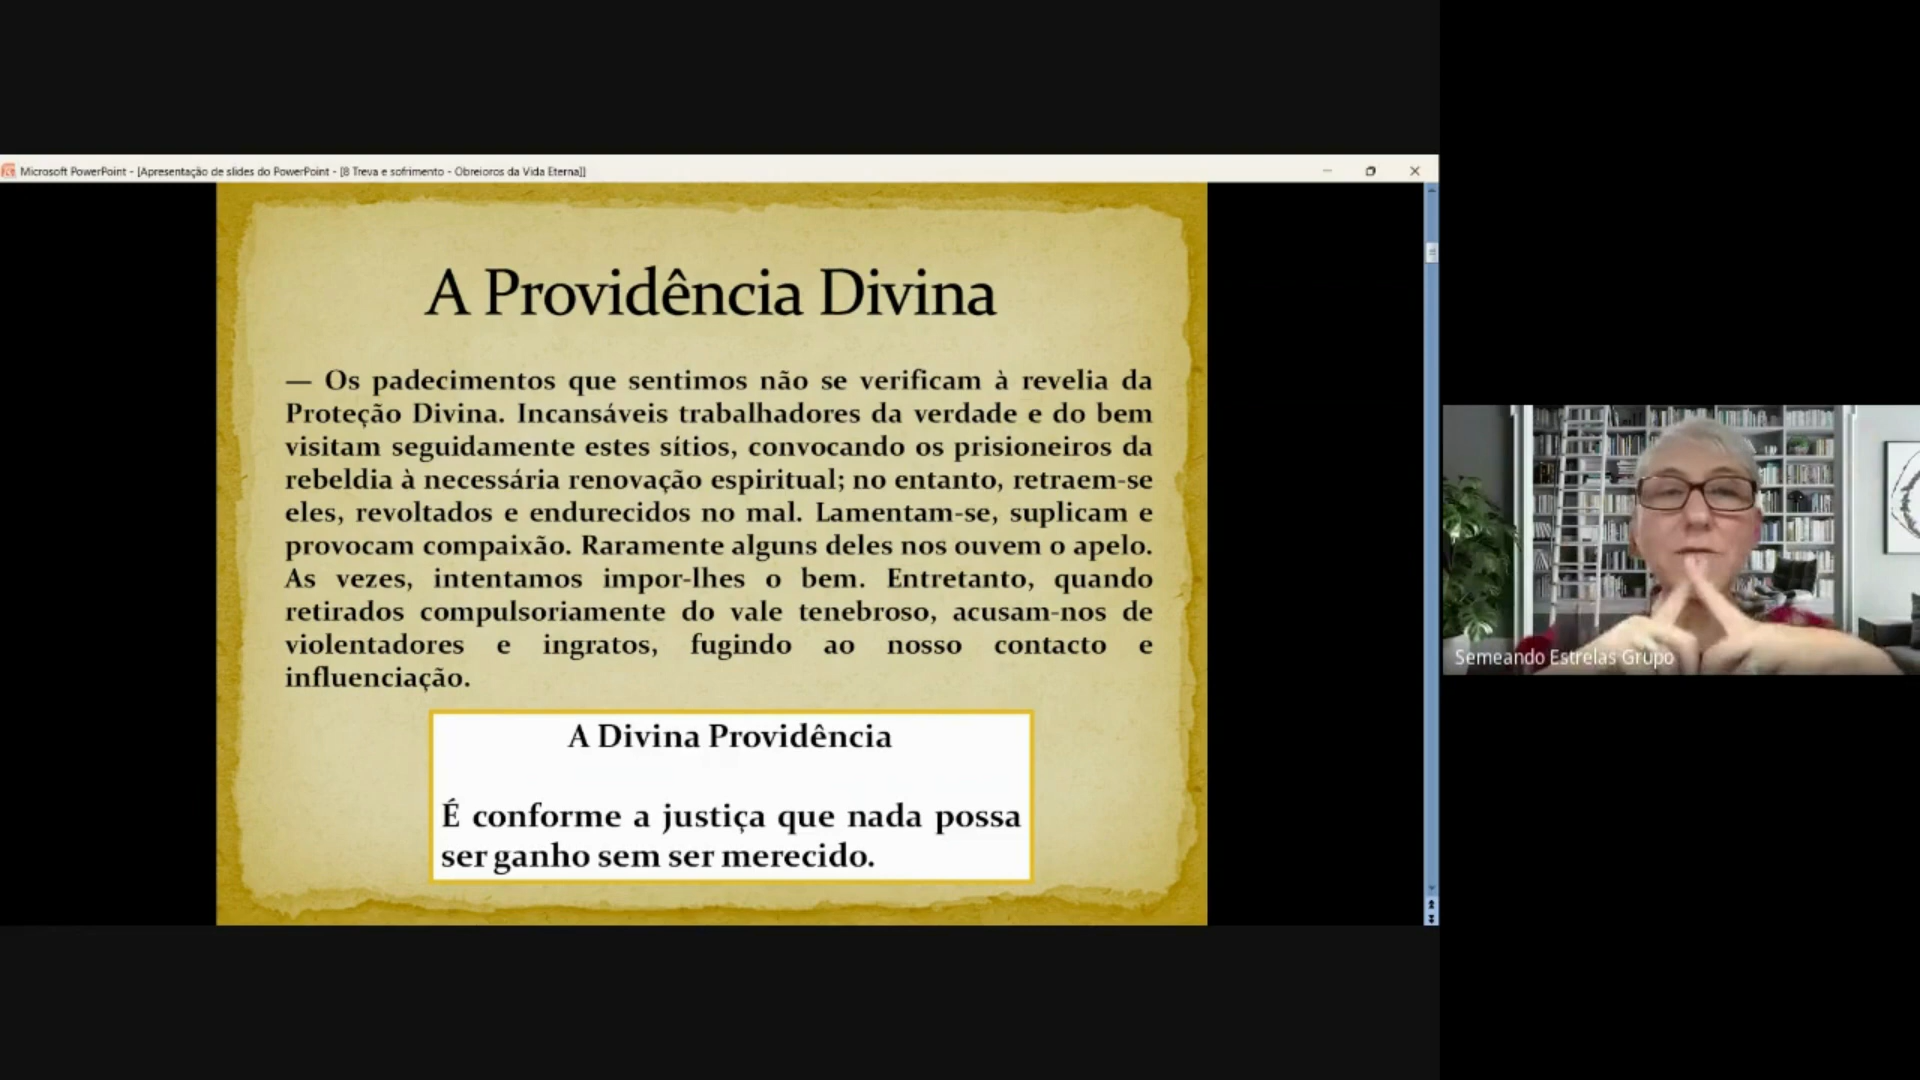 Microsoft PowerPoint - [Apresentação de slides do PowerPoint - [8 Treva e sofrimento - Obreioros da Vida Eterna]]
A Providência Divina
— Os padecimentos que sentimos não se verificam à revelia da
Proteção Divina. Incansáveis trabalhadores da verdade e do bem
visitam seguidamente estes sítios, convocando os prisioneiros da
rebeldia à necessária renovação espiritual; no entanto, retraem-se
eles, revoltados e endurecidos no mal. Lamentam-se, suplicam e
provocam compaixão. Raramente alguns deles nos ouvem o apelo.
As vezes, intentamos impor-lhes o bem. Entretanto, quando
retirados compulsoriamente do vale tenebroso, acusam-nos de
violentadores e ingratos, fugindo ao nosso contacto e
influenciação.
A Divina Providência
É conforme a justiça que nada possa
ser ganho sem ser merecido.
Semeando Estrelas Grupo